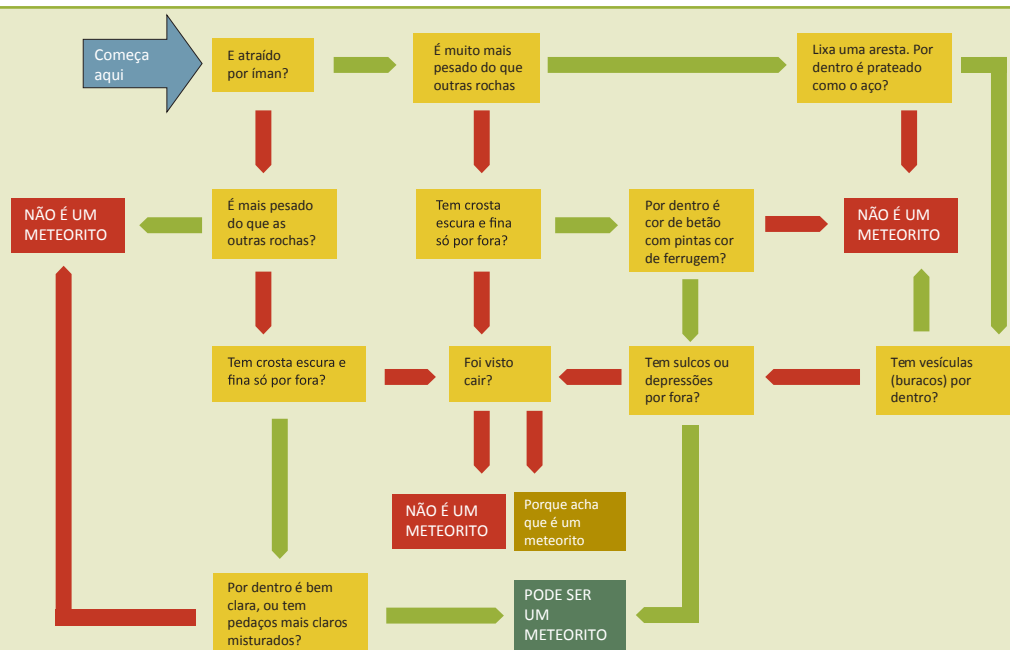 Começa
aqui
E atraído
por íman?
É muito mais
pesado do que
outras rochas
Lixa uma aresta. Por
dentro é prateado
como o aço?
NÃO É UM
METEORITO
É mais pesado
do que as
outras rochas?
Tem crosta
escura e fina
só por fora?
Por dentro é
cor de betão
com pintas cor
de ferrugem?
NÃO É UM
METEORITO
Tem crosta escura e
fina só por fora?
Foi visto
cair?
Tem sulcos ou
depressões
por fora?
Tem vesículas
(buracos) por
dentro?
NÃO É UM
METEORITO
Porque acha
que é um
meteorito
Por dentro é bem
clara, ou tem
pedaços mais claros
misturados?
PODE SER
UM
METEORITO